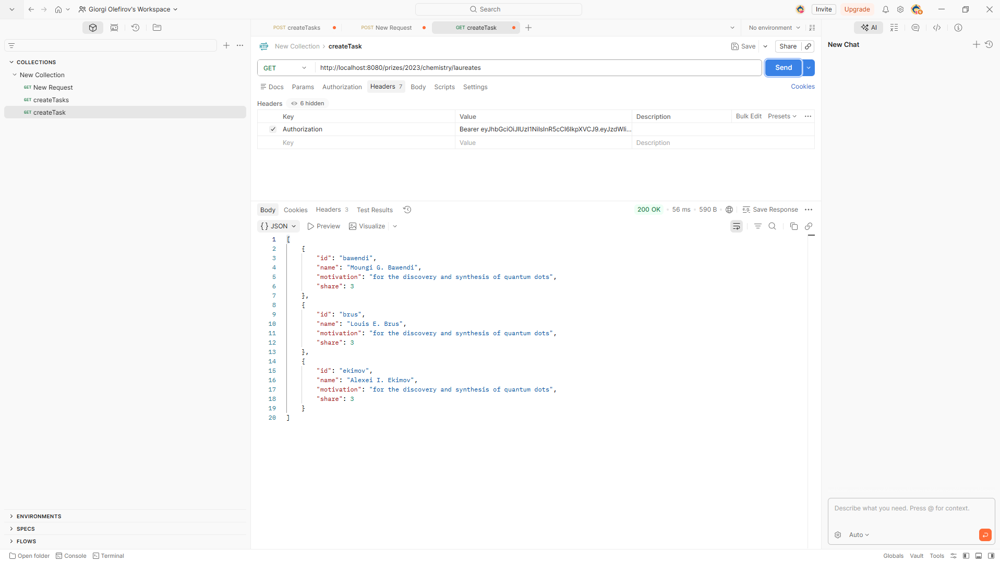 Giorgi Olefirov's Workspace
Search
Invite
Upgrade
POST createTasks
POST New Request
GET createTask
No environment
AI
New Collection > createTask
Save
Share
New Chat
COLLECTIONS
New Collection
GET New Request
GET createTasks
GET createTask
GET
http://localhost:8080/prizes/2023/chemistry/laureates
Send
Docs
Params
Authorization
Headers 7
Body
Scripts
Settings
Cookies
Headers
6 hidden
Key
Value
Description
Bulk Edit
Presets
Authorization
Bearer eyJhbGciOiJIUzI1NiIsInR5cCI6IkpXVCJ9.eyJzdWIi...
Key
Value
Description
Body
Cookies
Headers 3
Test Results
200 OK
56 ms
590 B
Save Response
{} JSON
Preview
Visualize
1 [
2 {
3 "id": "bawendi",
4 "name": "Moungi G. Bawendi",
5 "motivation": "for the discovery and synthesis of quantum dots",
6 "share": 3
7 },
8 {
9 "id": "brus",
10 "name": "Louis E. Brus",
11 "motivation": "for the discovery and synthesis of quantum dots",
12 "share": 3
13 },
14 {
15 "id": "ekimov",
16 "name": "Alexei I. Ekimov",
17 "motivation": "for the discovery and synthesis of quantum dots",
18 "share": 3
19 }
20 ]
ENVIRONMENTS
SPECS
FLOWS
Describe what you need. Press @ for context.
Auto
Open folder
Console
Terminal
Globals
Vault
Tools